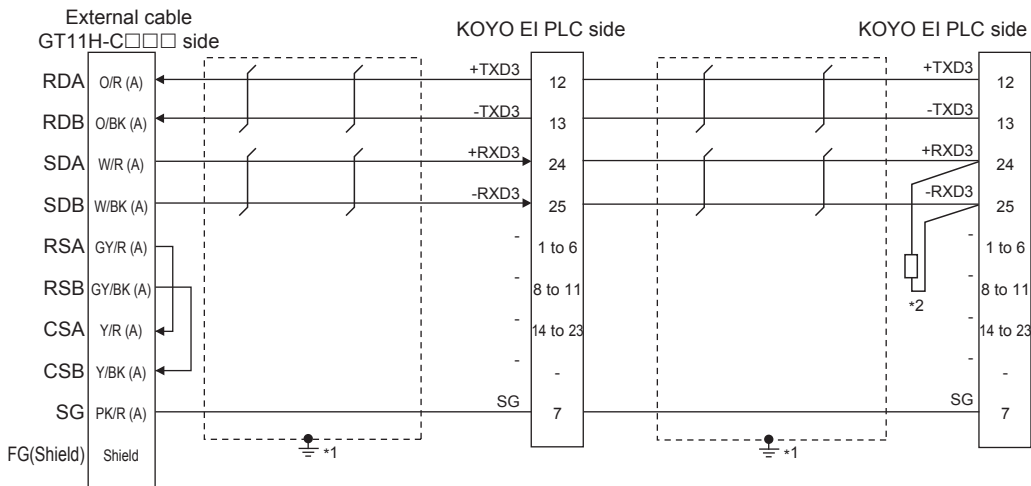 External cable
GT11H-C□□□ side
KOYO EI PLC side
KOYO EI PLC side
RDA O/R (A) +TXD3 12 +TXD3 12
RDB O/BK (A) -TXD3 13 -TXD3 13
SDA W/R (A) +RXD3 24 +RXD3 24
SDB W/BK (A) -RXD3 25 -RXD3 25
RSA GY/R (A) - 1 to 6 - 1 to 6
RSB GY/BK (A) - 8 to 11 - 8 to 11
*2
CSA Y/R (A) - 14 to 23 - 14 to 23
CSB Y/BK (A) - - - -
SG PK/R (A) SG 7 SG 7
FG(Shield) Shield *1 *1